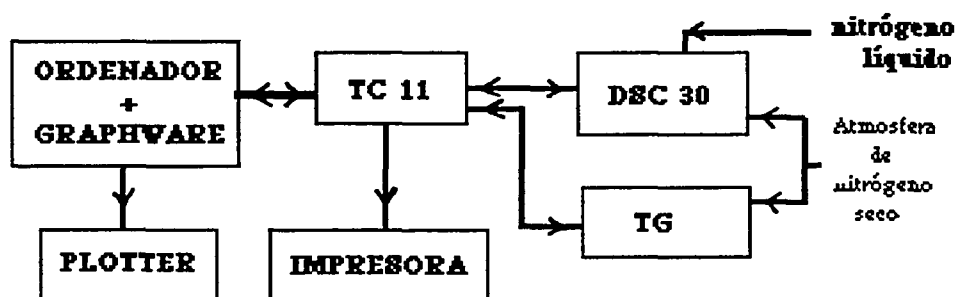 ORDENADOR
+
GRAPHWARE
TC 11
DSC 30
nitrógeno
líquido
Atmosfera
de
nitrógeno
seco
TG
PLOTTER
IMPRESORA